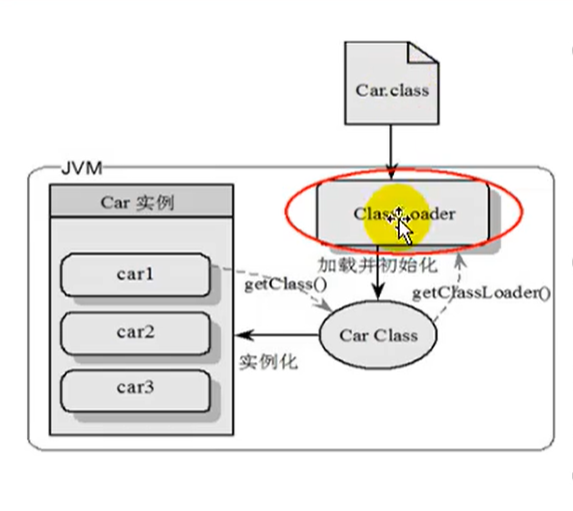 Car.class
JVM
Car 实例
ClassLoader
加载并初始化
car1
getClass()
getClassLoader()
car2
Car Class
实例化
car3